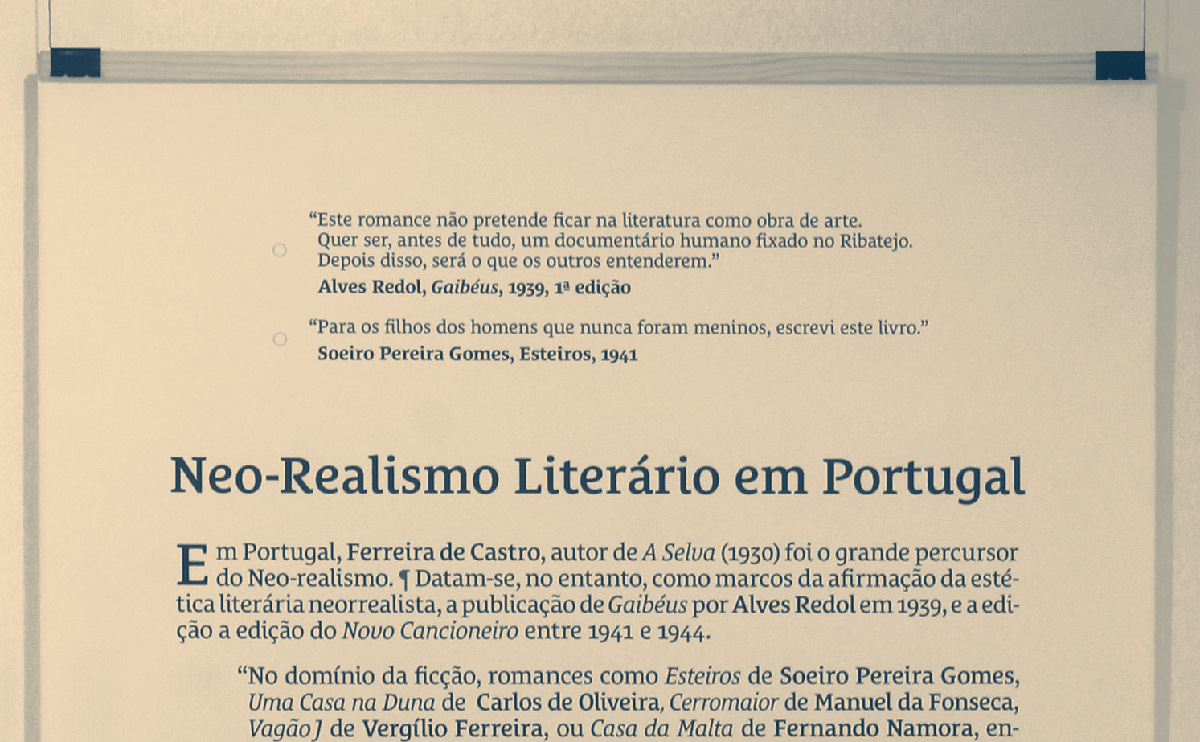 “Este romance não pretende ficar na literatura como obra de arte.
Quer ser, antes de tudo, um documentário humano fixado no Ribatejo.
Depois disso, será o que os outros entenderem.”
Alves Redol, Gaibéus, 1939, 1ª edição
“Para os filhos dos homens que nunca foram meninos, escrevi este livro.”
Soeiro Pereira Gomes, Esteiros, 1941
Neo-Realismo Literário em Portugal
Em Portugal, Ferreira de Castro, autor de A Selva (1930) foi o grande percursor
do Neo-realismo. ¶ Datam-se, no entanto, como marcos da afirmação da esté-
tica literária neorrealista, a publicação de Gaibéus por Alves Redol em 1939, e a edi-
ção a edição do Novo Cancioneiro entre 1941 e 1944.
“No domínio da ficção, romances como Esteiros de Soeiro Pereira Gomes,
Uma Casa na Duna de Carlos de Oliveira, Cerromaior de Manuel da Fonseca,
Vagão J de Vergílio Ferreira, ou Casa da Malta de Fernando Namora, en-